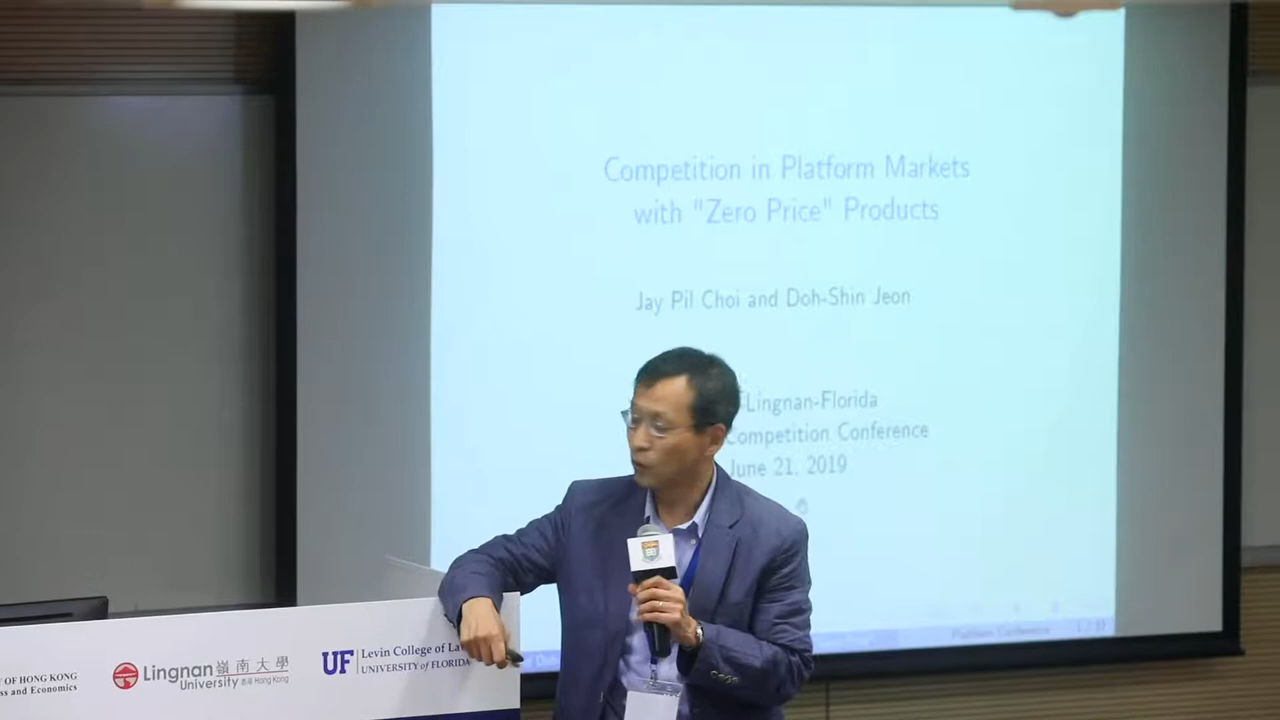 Competition in Platform Markets
with "Zero Price" Products
Jay Pil Choi and Doh-Shin Jeon
Lingnan-Florida
Competition Conference
June 21, 2019
Platform Conference
OF HONG KONG
ss and Economics
Lingnan 嶺南大學
University 香港 Hong Kong
UF Levin College of La
UNIVERSITY of FLORIDA